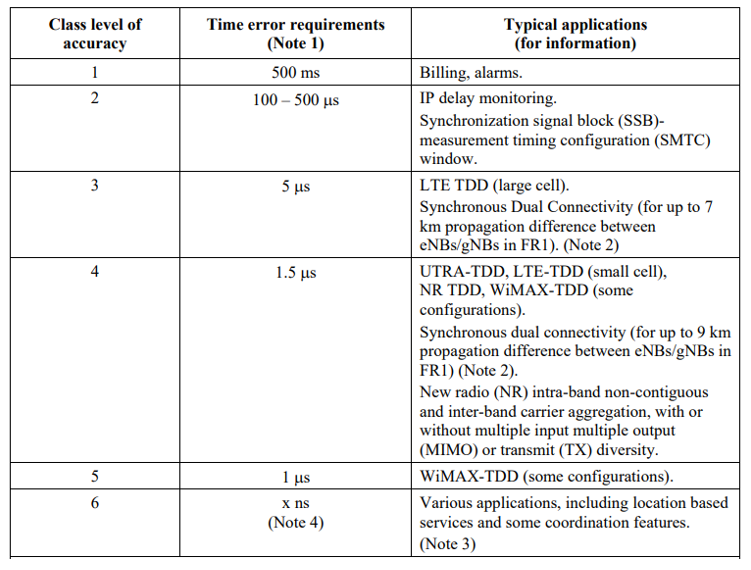 Class level of accuracy
Time error requirements (Note 1)
Typical applications (for information)
1
500 ms
Billing, alarms.
2
100 – 500 μs
IP delay monitoring.
Synchronization signal block (SSB)-
measurement timing configuration (SMTC)
window.
3
5 μs
LTE TDD (large cell).
Synchronous Dual Connectivity (for up to 7
km propagation difference between
eNBs/gNBs in FR1). (Note 2)
4
1.5 μs
UTRA-TDD, LTE-TDD (small cell),
NR TDD, WiMAX-TDD (some
configurations).
Synchronous dual connectivity (for up to 9 km
propagation difference between eNBs/gNBs in
FR1) (Note 2).
New radio (NR) intra-band non-contiguous
and inter-band carrier aggregation, with or
without multiple input multiple output
(MIMO) or transmit (TX) diversity.
5
1 μs
WiMAX-TDD (some configurations).
6
x ns
(Note 4)
Various applications, including location based
services and some coordination features.
(Note 3)